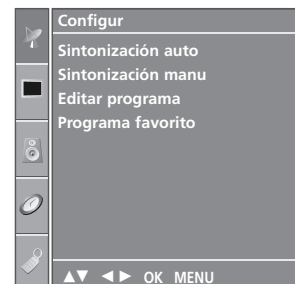 Configur
Sintonización auto
Sintonización manu
Editar programa
Programa favorito
▲▼ ◄► OK MENU